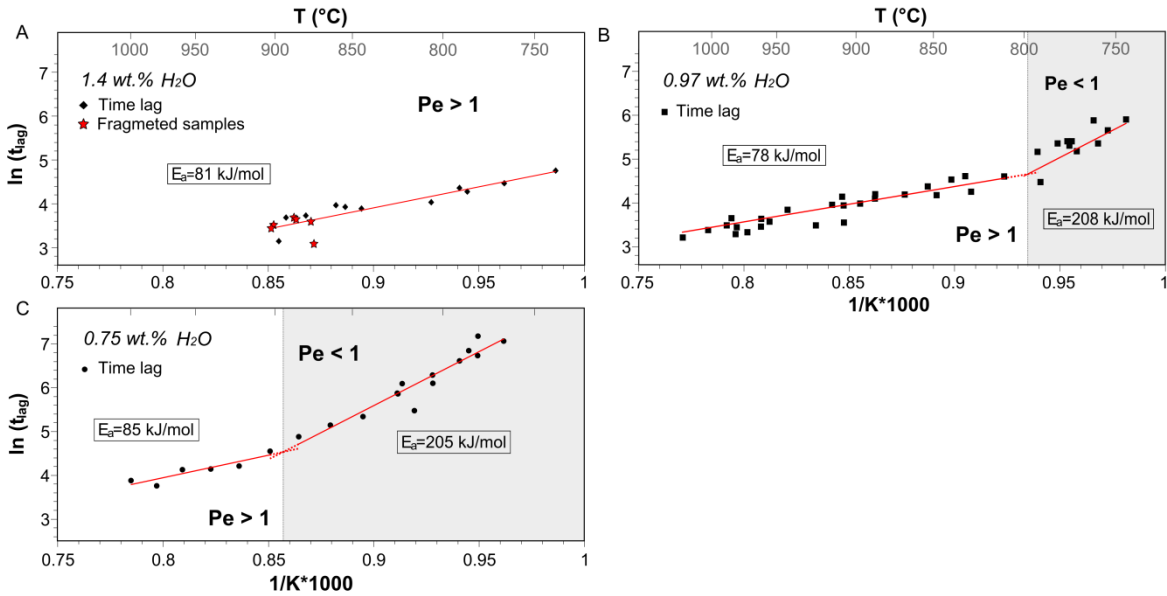 T (°C)
A
1000 950 900 850 800 750
1.4 wt.% H₂O
Time lag
Fragmeted samples
Pe > 1
Eₐ=81 kJ/mol
ln (t_lag)
7
6
5
4
3
0.75 0.8 0.85 0.9 0.95 1
T (°C)
B
1000 950 900 850 800 750
0.97 wt.% H₂O
Time lag
Pe < 1
Eₐ=78 kJ/mol
Pe > 1
Eₐ=208 kJ/mol
7
6
5
4
3
0.75 0.8 0.85 0.9 0.95 1
1/K*1000
C
0.75 wt.% H₂O
Time lag
Pe < 1
Eₐ=85 kJ/mol
Eₐ=205 kJ/mol
Pe > 1
ln (t_lag)
7
6
5
4
3
0.75 0.8 0.85 0.9 0.95 1
1/K*1000